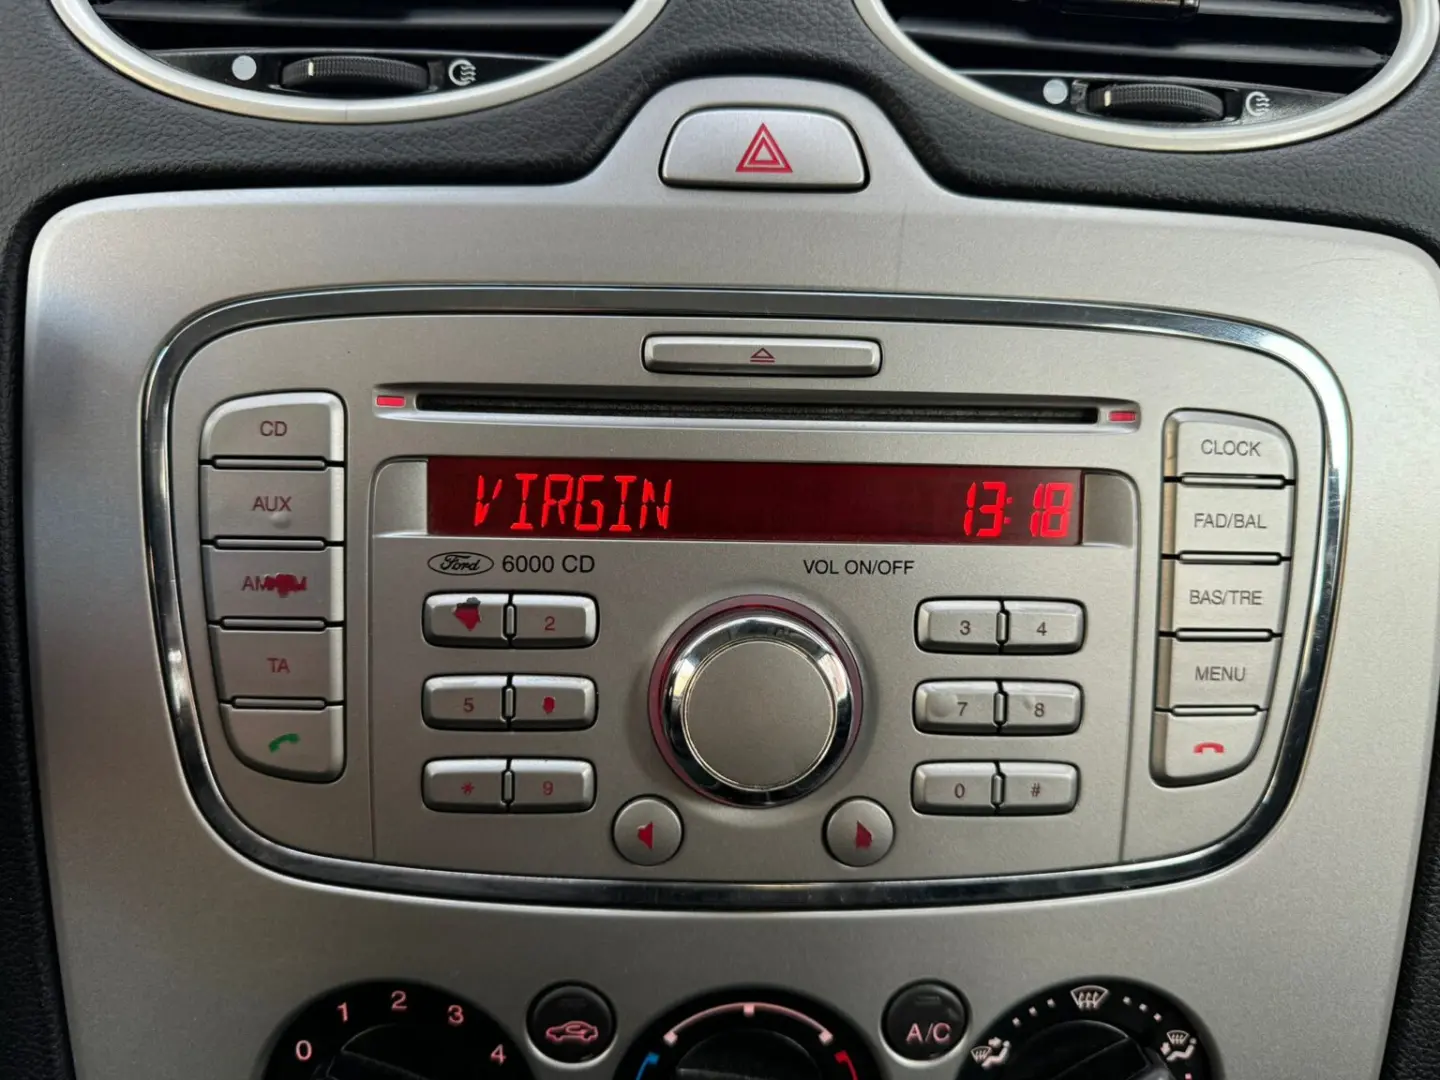 CD
AUX
AM
TA
VIRGIN 13:18
Ford 6000 CD
VOL ON/OFF
2
3 4
5
7 8
* 9
0 #
CLOCK
FAD/BAL
BAS/TRE
MENU
0 1 2 3 4
A/C